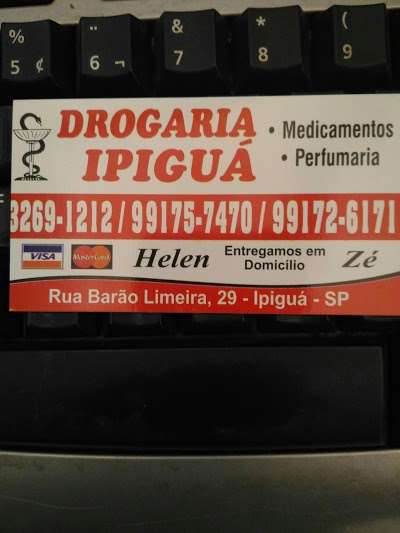 % " & * (
5 ¢ 6 ¬ 7 8 9
DROGARIA
IPIGUÁ
• Medicamentos
• Perfumaria
3269-1212 / 99175-7470 / 99172-6171
VISA MasterCard Helen Entregamos em Domicílio Zé
Rua Barão Limeira, 29 - Ipiguá - SP